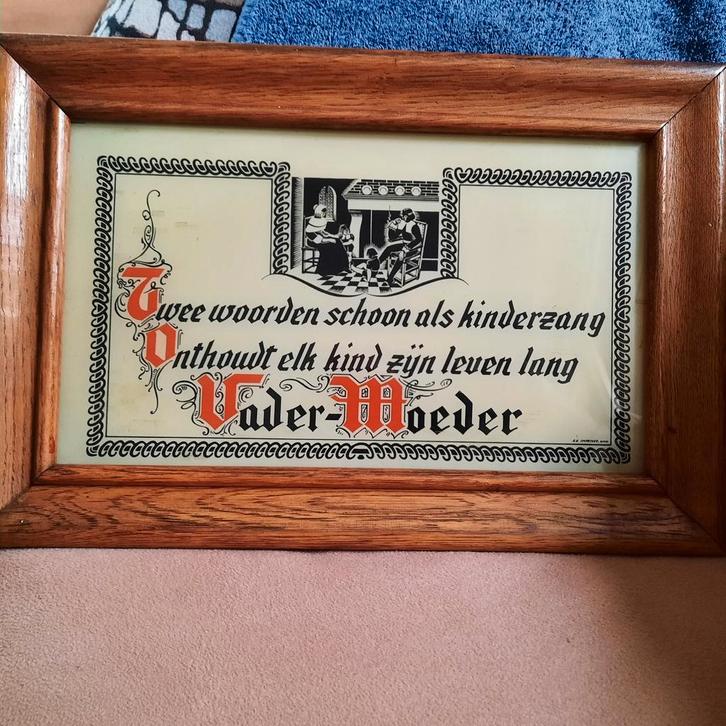 Twee woorden schoon als kinderzang
Onthoudt elk kind zijn leven lang
Vader-Moeder